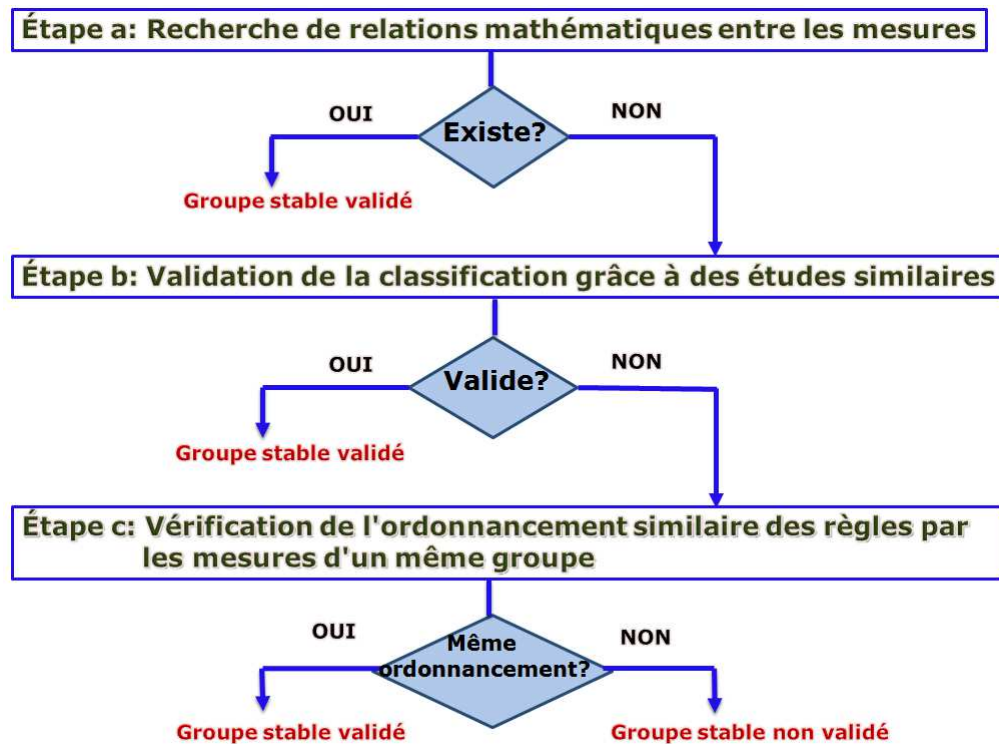 Étape a: Recherche de relations mathématiques entre les mesures
OUI
NON
Existe?
Groupe stable validé
Étape b: Validation de la classification grâce à des études similaires
OUI
NON
Valide?
Groupe stable validé
Étape c: Vérification de l'ordonnancement similaire des règles par
les mesures d'un même groupe
OUI
NON
Même
ordonnancement?
Groupe stable validé
Groupe stable non validé